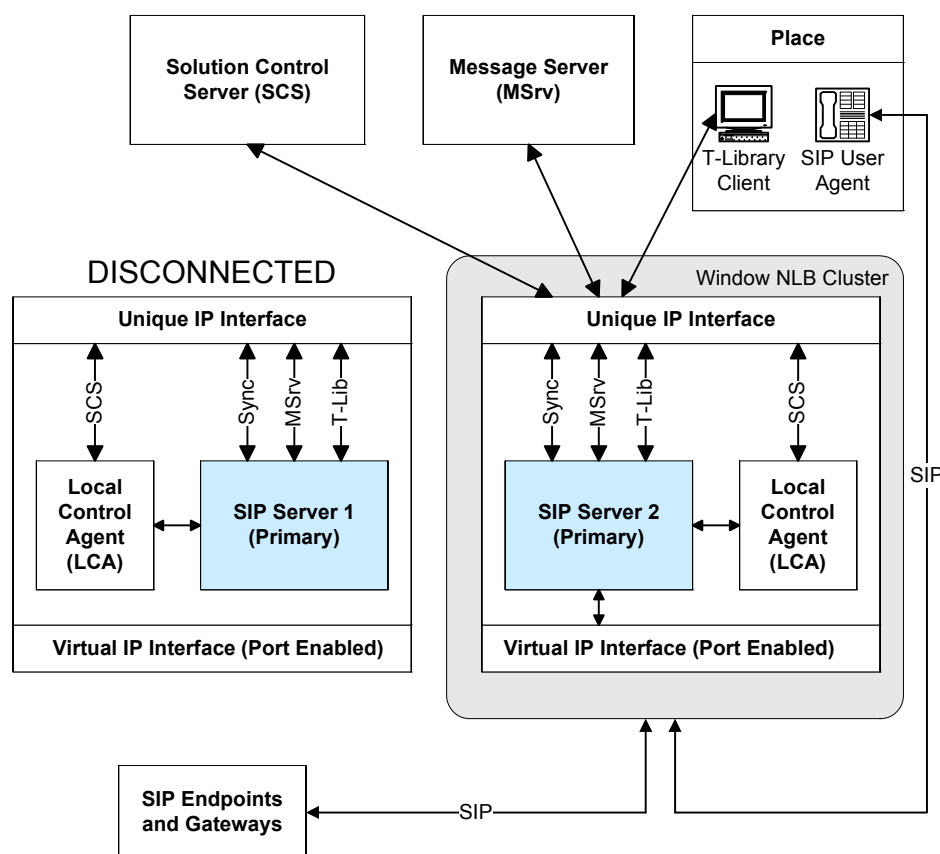 Solution Control
Server (SCS)
Message Server
(MSrv)
Place
T-Library
Client
SIP User
Agent
DISCONNECTED
Window NLB Cluster
Unique IP Interface
Unique IP Interface
SCS
Sync
MSrv
T-Lib
Sync
MSrv
T-Lib
SCS
SIP
Local
Control
Agent
(LCA)
SIP Server 1
(Primary)
SIP Server 2
(Primary)
Local
Control
Agent
(LCA)
Virtual IP Interface (Port Enabled)
Virtual IP Interface (Port Enabled)
SIP Endpoints
and Gateways
SIP